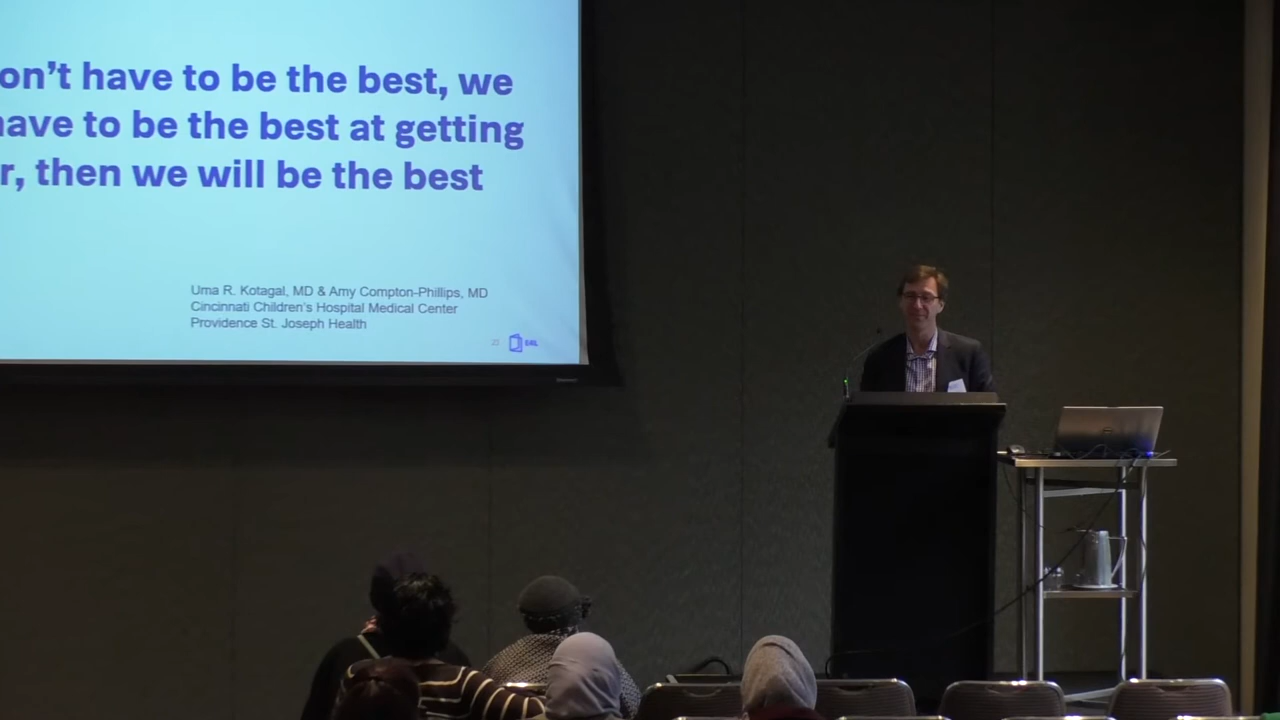 on't have to be the best, we
have to be the best at getting
r, then we will be the best
Uma R. Kotagal, MD & Amy Compton-Phillips, MD
Cincinnati Children's Hospital Medical Center
Providence St. Joseph Health
23